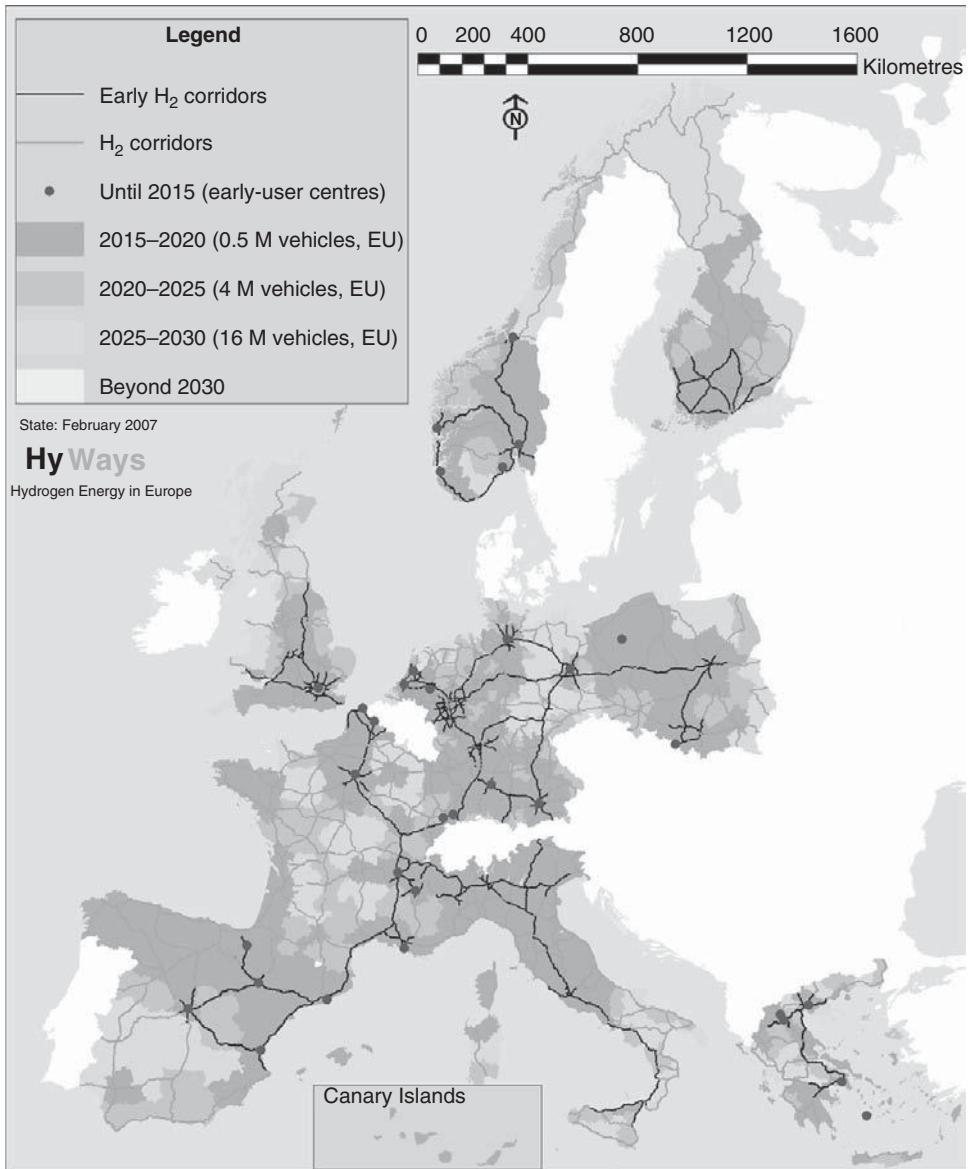 Legend
Early H₂ corridors
H₂ corridors
Until 2015 (early-user centres)
2015–2020 (0.5 M vehicles, EU)
2020–2025 (4 M vehicles, EU)
2025–2030 (16 M vehicles, EU)
Beyond 2030
0 200 400 800 1200 1600
Kilometres
N
State: February 2007
HyWays
Hydrogen Energy in Europe
Canary Islands